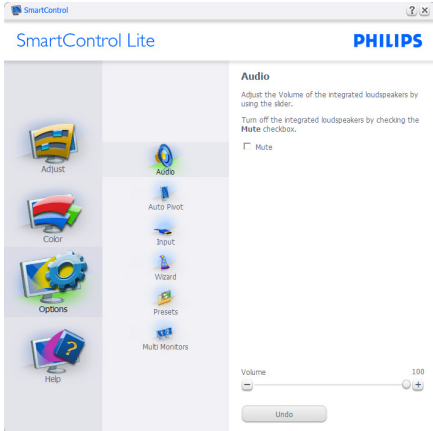 SmartControl
SmartControl Lite
PHILIPS
Adjust
Color
Options
Help
Audio
Auto Pivot
Input
Wizard
Presets
Multi Monitors
Audio
Adjust the Volume of the integrated loudspeakers by
using the slider.
Turn off the integrated loudspeakers by checking the
Mute checkbox.
Mute
Volume 100
Undo